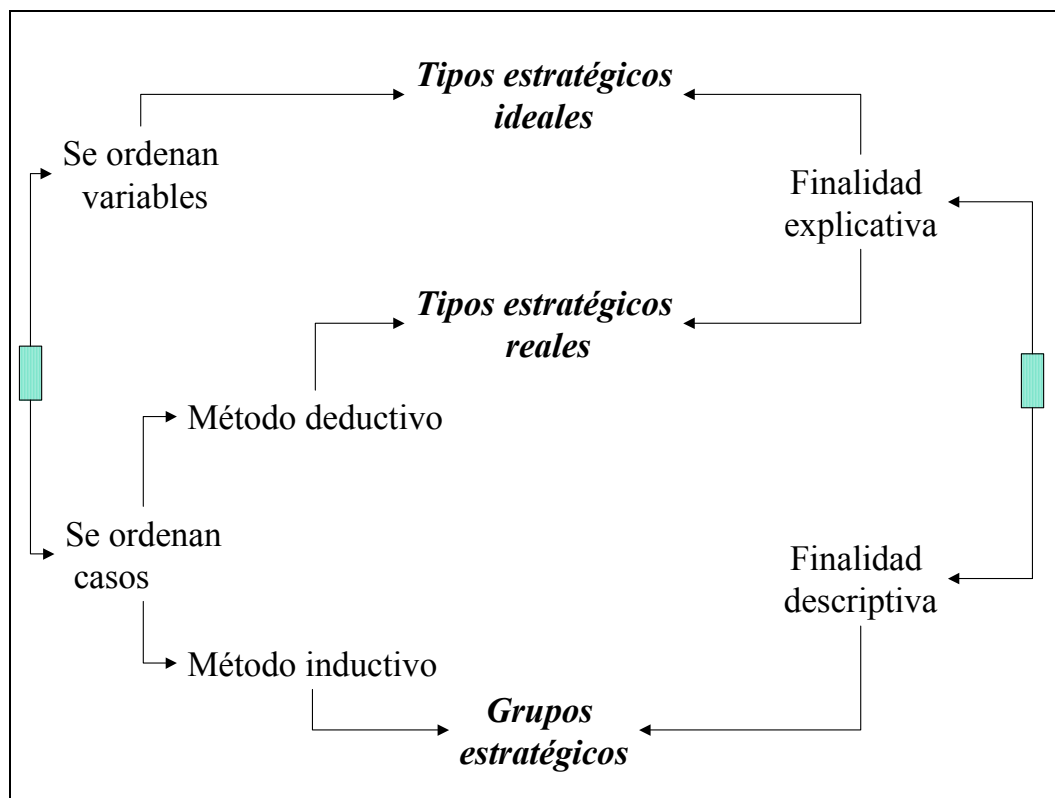 Tipos estratégicos
ideales
Se ordenan
variables
Finalidad
explicativa
Tipos estratégicos
reales
Método deductivo
Se ordenan
casos
Finalidad
descriptiva
Método inductivo
Grupos
estratégicos